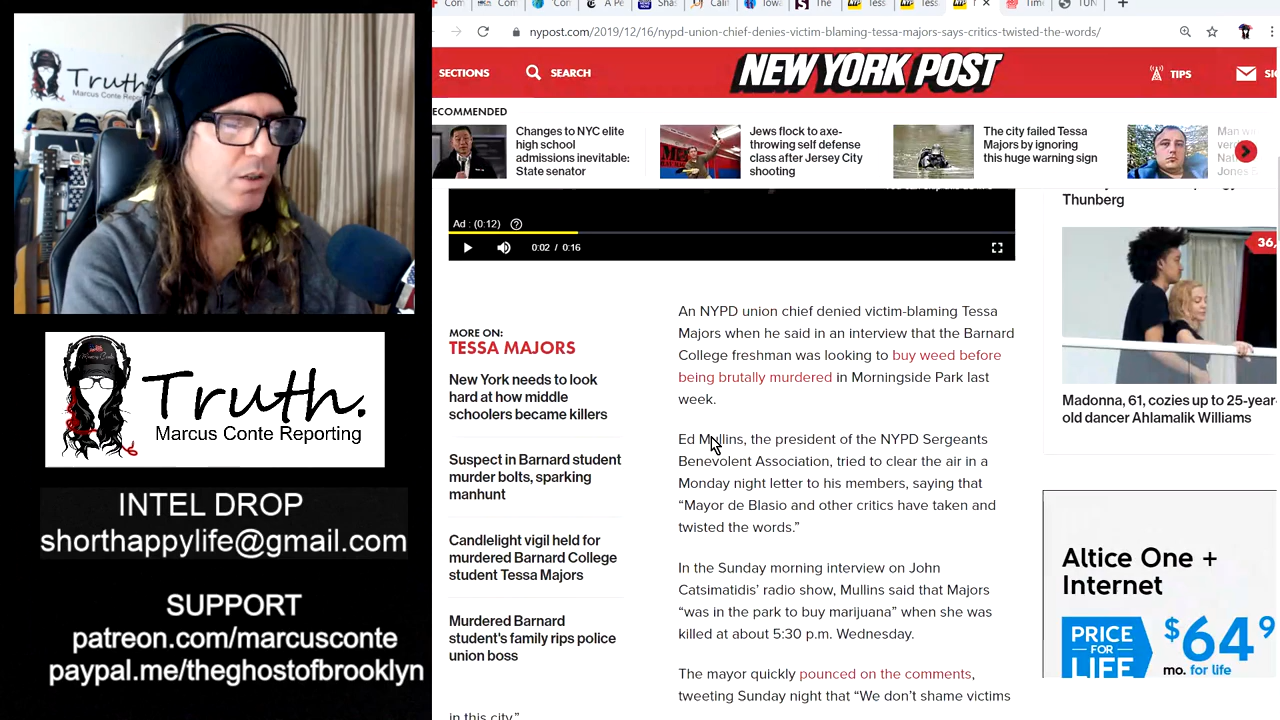 Truth.
Marcus Conte Reporting
Truth.
Marcus Conte Reporting
INTEL DROP
shorthappylife@gmail.com
SUPPORT
patreon.com/marcusconte
paypal.me/theghostofbrooklyn
nypost.com/2019/12/16/nypd-union-chief-denies-victim-blaming-tessa-majors-says-critics-twisted-the-words/
SECTIONS
SEARCH
NEW YORK POST
TIPS
ECOMMENDED
Changes to NYC elite
high school
admissions inevitable:
State senator
Jews flock to axe-
throwing self defense
class after Jersey City
shooting
The city failed Tessa
Majors by ignoring
this huge warning sign
Ad : (0:12)
0:02 / 0:16
MORE ON:
TESSA MAJORS
New York needs to look
hard at how middle
schoolers became killers
Suspect in Barnard student
murder bolts, sparking
manhunt
Candlelight vigil held for
murdered Barnard College
student Tessa Majors
Murdered Barnard
student's family rips police
union boss
An NYPD union chief denied victim-blaming Tessa
Majors when he said in an interview that the Barnard
College freshman was looking to buy weed before
being brutally murdered in Morningside Park last
week.
Ed Mullins, the president of the NYPD Sergeants
Benevolent Association, tried to clear the air in a
Monday night letter to his members, saying that
“Mayor de Blasio and other critics have taken and
twisted the words.”
In the Sunday morning interview on John
Catsimatidis’ radio show, Mullins said that Majors
“was in the park to buy marijuana” when she was
killed at about 5:30 p.m. Wednesday.
The mayor quickly pounced on the comments,
tweeting Sunday night that “We don’t shame victims
in this city.”
Thunberg
36,
Madonna, 61, cozies up to 25-year-
old dancer Ahlamalik Williams
Altice One +
Internet
PRICE
FOR
LIFE
$64 9
mo. for life